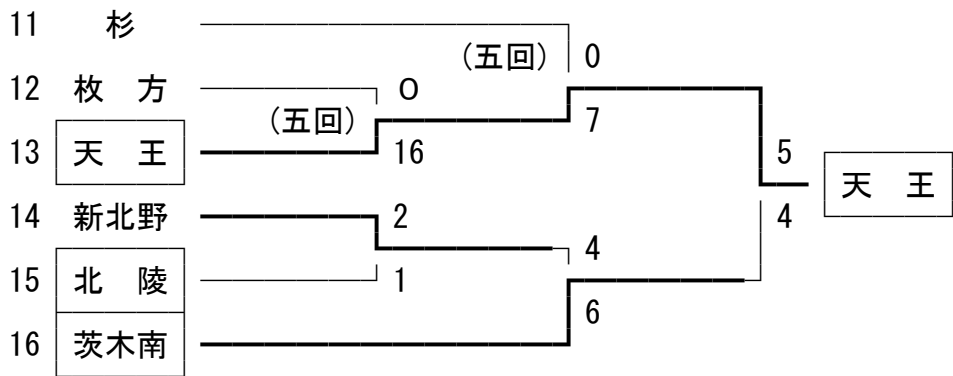 11 杉
(五回) 0
12 枚 方 0
(五回) 7
13 天 王 16 5
天 王
14 新北野 2 4
4
15 北 陵 1
6
16 茨木南